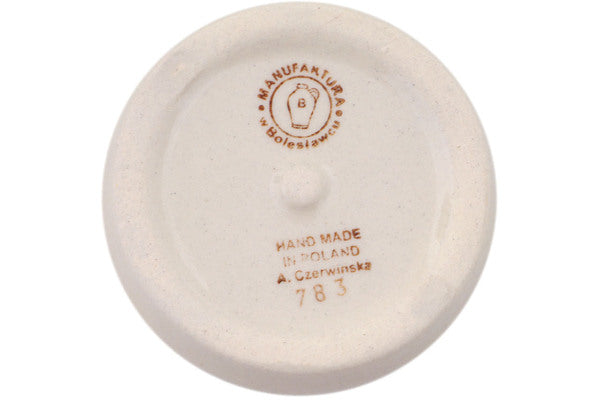 MANUFAKTURA
B
w Bolesławcu
HAND MADE
IN POLAND
A. Czerwinska
783